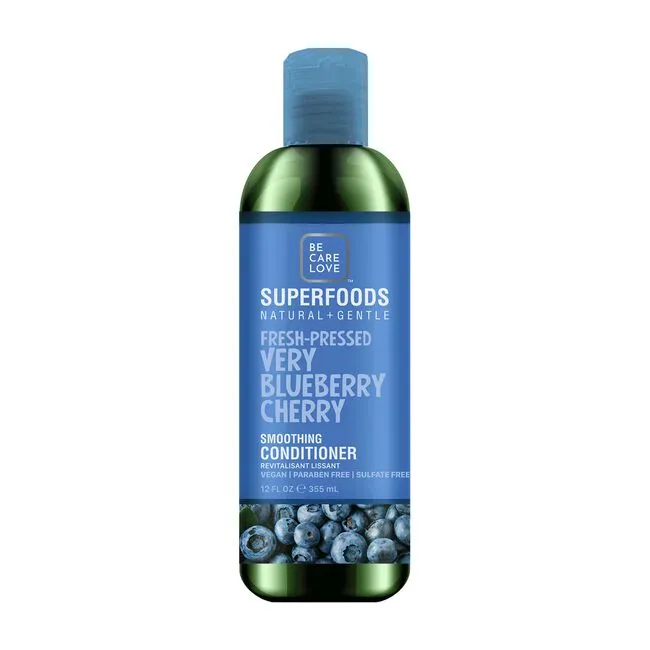 BE
CARE
LOVE
™
SUPERFOODS
NATURAL+GENTLE
FRESH-PRESSED
VERY
BLUEBERRY
CHERRY
SMOOTHING
CONDITIONER
REVITALISANT LISSANT
VEGAN | PARABEN FREE | SULFATE FREE
12 FL OZ ℮ 355 mL